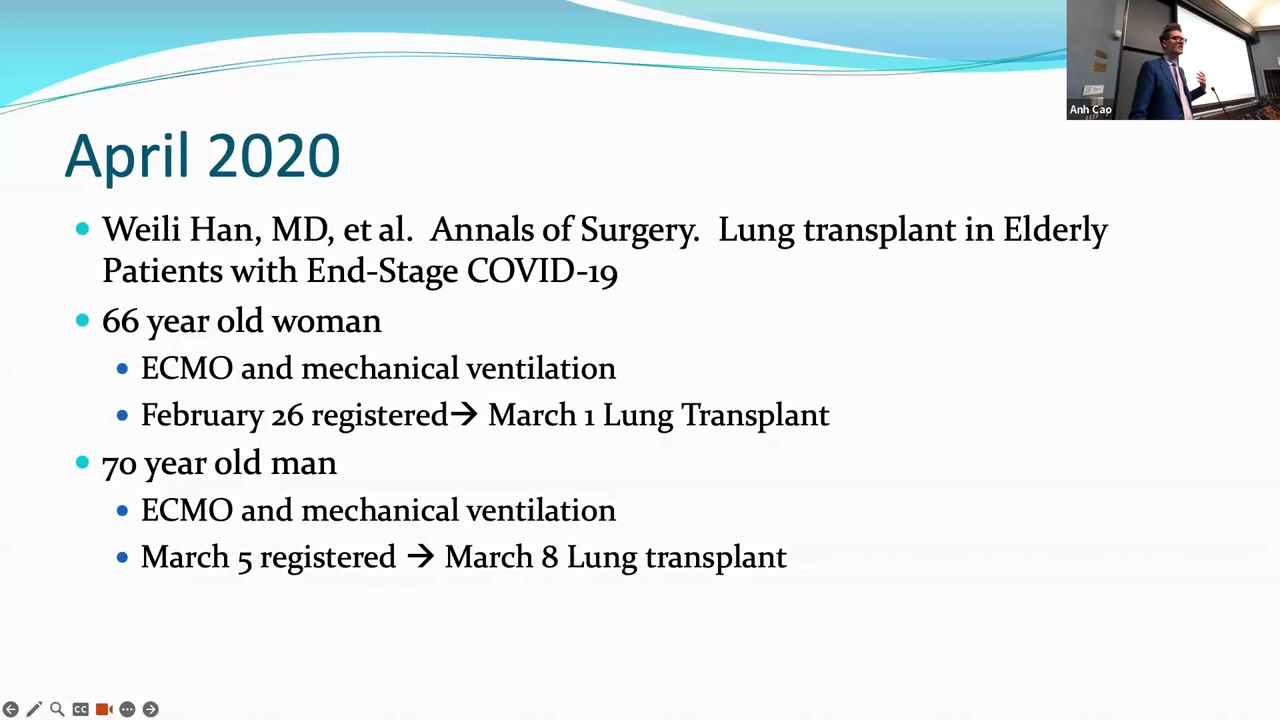 Anh Cao
April 2020
Weili Han, MD, et al. Annals of Surgery. Lung transplant in Elderly
Patients with End-Stage COVID-19
66 year old woman
ECMO and mechanical ventilation
February 26 registered→ March 1 Lung Transplant
70 year old man
ECMO and mechanical ventilation
March 5 registered → March 8 Lung transplant
CC